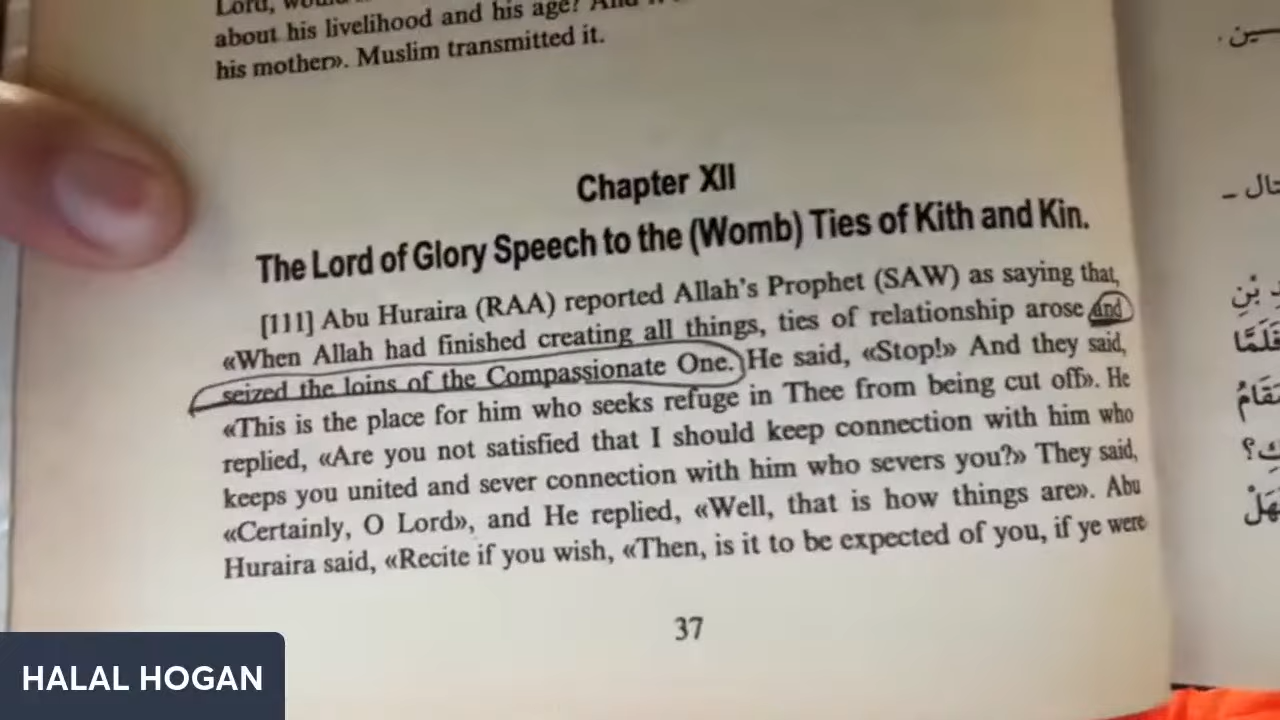 Lord,
about his livelihood and his age?
his mother». Muslim transmitted it.
Chapter XII
The Lord of Glory Speech to the (Womb) Ties of Kith and Kin.
[111] Abu Huraira (RAA) reported Allah's Prophet (SAW) as saying that,
«When Allah had finished creating all things, ties of relationship arose and
seized the loins of the Compassionate One. He said, «Stop!» And they said,
«This is the place for him who seeks refuge in Thee from being cut off». He
replied, «Are you not satisfied that I should keep connection with him who
keeps you united and sever connection with him who severs you?» They said,
«Certainly, O Lord», and He replied, «Well, that is how things are». Abu
Huraira said, «Recite if you wish, «Then, is it to be expected of you, if ye were
37
HALAL HOGAN